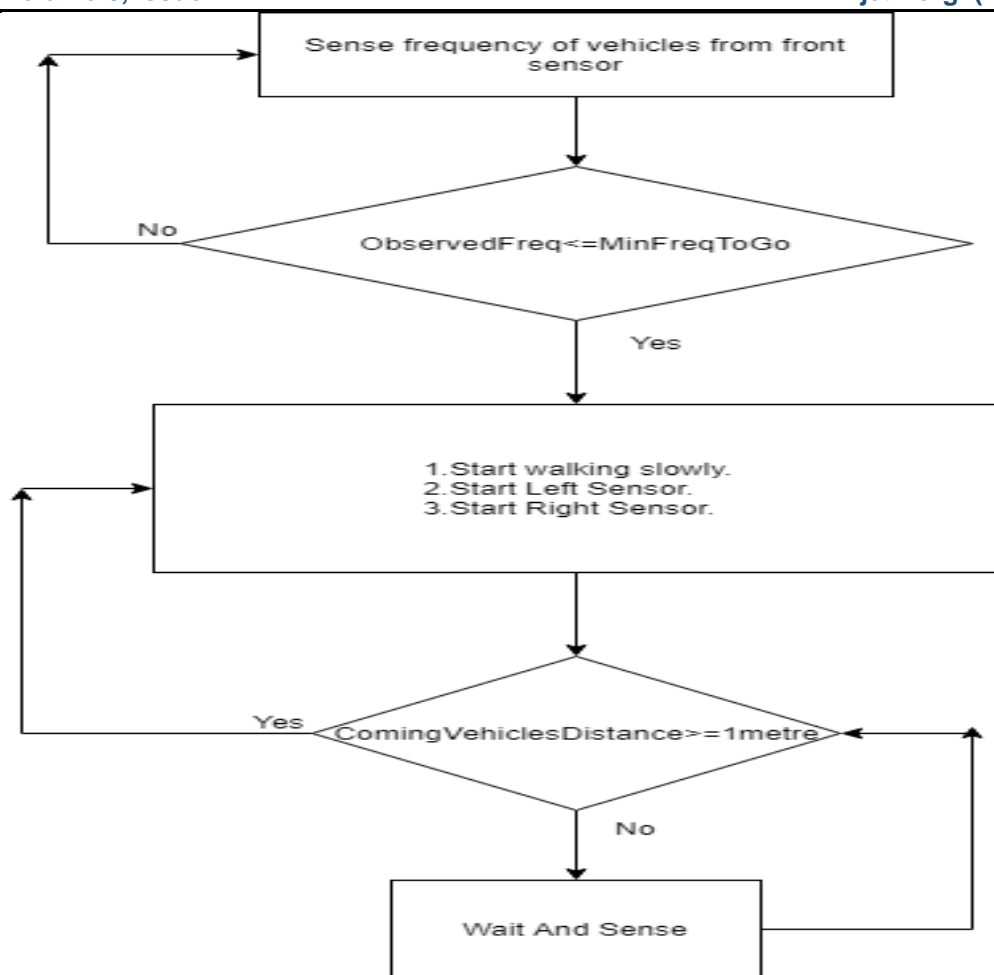 Sense frequency of vehicles from front
sensor
No
ObservedFreq<=MinFreqToGo
Yes
1.Start walking slowly.
2.Start Left Sensor.
3.Start Right Sensor.
Yes
ComingVehiclesDistance>=1metre
No
Wait And Sense